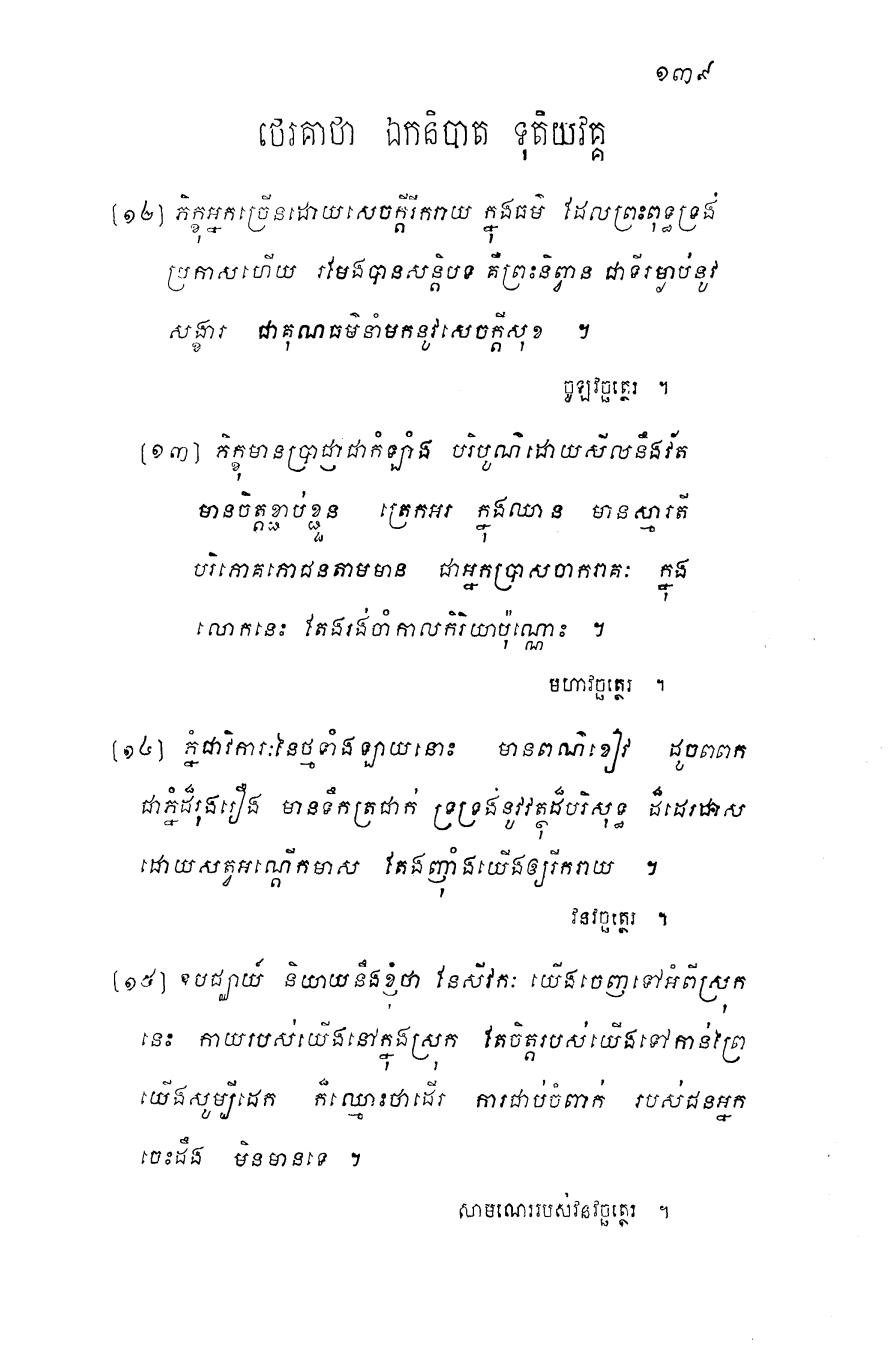 ១៣៩
ថេរគាថា ឯកនិបាត ទុតិយវគ្គ
[១២] ភិក្ខុអ្នកច្រើនដោយសេចក្តីរីករាយ ក្នុងធម៌ ដែលព្រះពុទ្ធទ្រង់
ប្រកាសហើយ រមែងបានសន្តិបទ គឺព្រះនិព្វាន ជាទីរម្ងាប់នូវ
សង្ខារ ជាគុណធម៌នាំមកនូវសេចក្តីសុខ ។
ចូឡវច្ឆត្ថេរ ។
[១៣] ភិក្ខុមានប្រាជ្ញាជាកំឡាំង បរិបូណ៌ដោយសីលនឹងវ័ត
មានចិត្តខ្ជាប់ខ្ជួន ត្រេកអរ ក្នុងឈាន មានស្មារតី
បរិភោគភោជនតាមមាន ជាអ្នកប្រាសចាករាគៈ ក្នុង
លោកនេះ តែងរង់ចាំកាលកិរិយាប៉ុណ្ណោះ ។
មហាវច្ឆត្ថេរ ។
[១៤] ភ្នំជាវិការៈនៃថ្មទាំងឡាយនោះ មានពណ៌ខៀវ ដូចពពក
ជាភ្នំដ៏រុងរឿង មានទឹកត្រជាក់ ទ្រទ្រង់នូវវត្ថុដ៏បរិសុទ្ធ ដ៏ដេរដាស
ដោយសត្វអណ្តើកមាស តែងញ៉ាំងយើងឲ្យរីករាយ ។
វនវច្ឆត្ថេរ ។
[១៥] ឧបជ្ឈាយ៍ និយាយនឹងខ្ញុំថា នែសីវកៈ យើងចេញទៅអំពីស្រុក
នេះ កាយរបស់យើងនៅក្នុងស្រុក តែចិត្តរបស់យើងទៅកាន់ព្រៃ
យើងសូម្បីដេក ក៏ឈ្មោះថាដើរ ការជាប់ចំពាក់ របស់ជនអ្នក
ចេះដឹង មិនមានទេ ។
សាមណេររបស់វនវច្ឆត្ថេរ ។